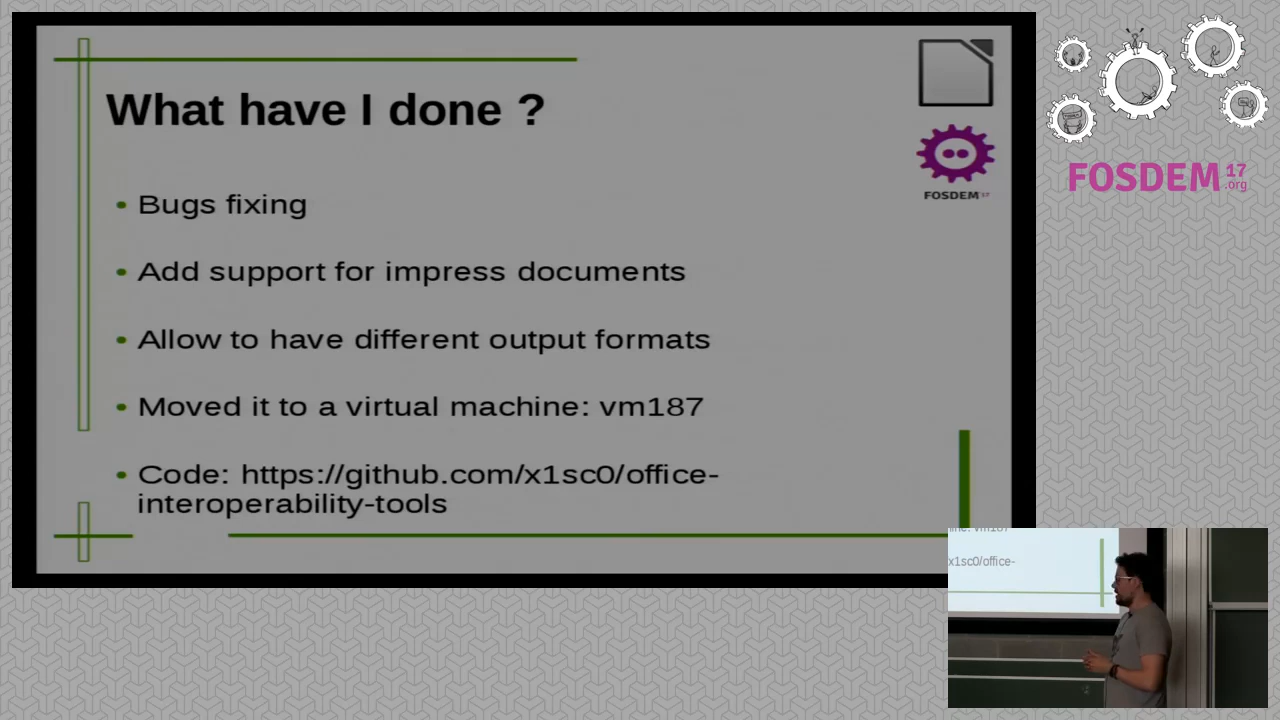 What have I done ?
FOSDEM 17
Bugs fixing
Add support for impress documents
Allow to have different output formats
Moved it to a virtual machine: vm187
Code: https://github.com/x1sc0/office-
interoperability-tools
FOSDEM 17
.org
x1sc0/office-